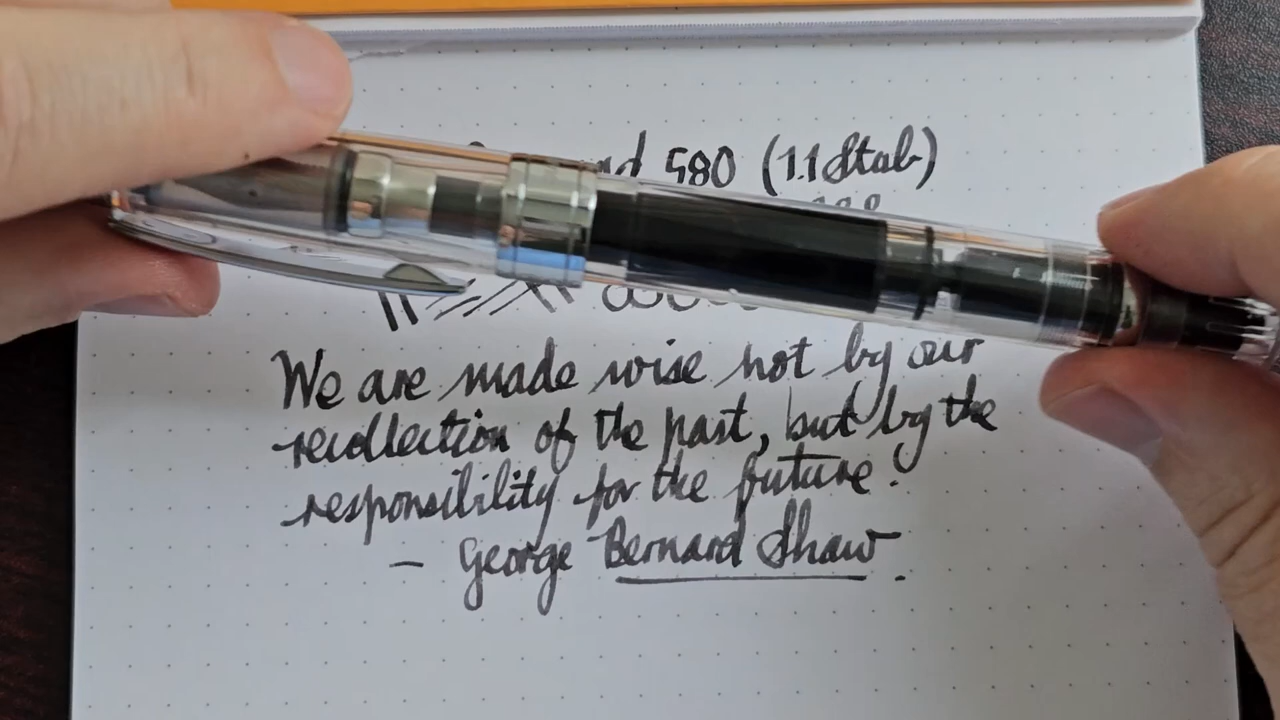 580 (1.1 Stub)
We are made wise not by our
recollection of the past, but by the
responsibility for the future.
- George Bernard Shaw.